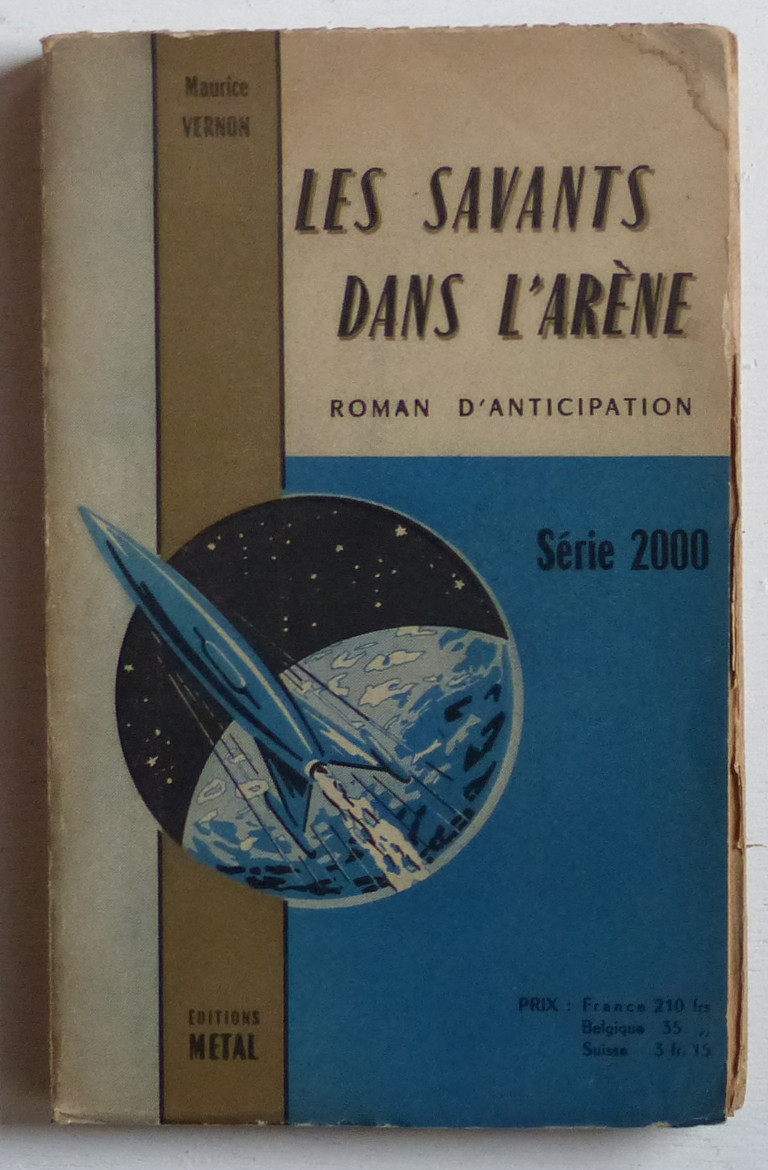 Maurice
VERNON
LES SAVANTS
DANS L'ARÈNE
ROMAN D'ANTICIPATION
Série 2000
ÉDITIONS
METAL
PRIX : France 210 frs
Belgique 35 ,,
Suisse 3 fr. 15